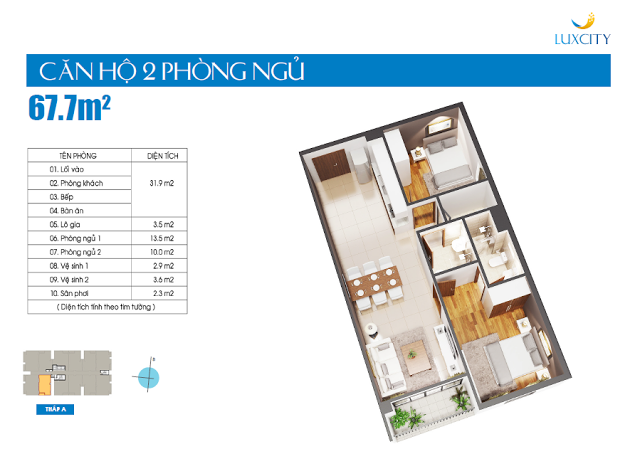 LUXCITY
CĂN HỘ 2 PHÒNG NGỦ
67.7m²
TÊN PHÒNG DIỆN TÍCH
01. Lối vào
02. Phòng khách 31.9 m2
03. Bếp
04. Bàn ăn
05. Lô gia 3.5 m2
06. Phòng ngủ 1 13.5 m2
07. Phòng ngủ 2 10.0 m2
08. Vệ sinh 1 2.9 m2
09. Vệ sinh 2 3.6 m2
10. Sân phơi 2.3 m2
( Diện tích tính theo tim tường )
THÁP A